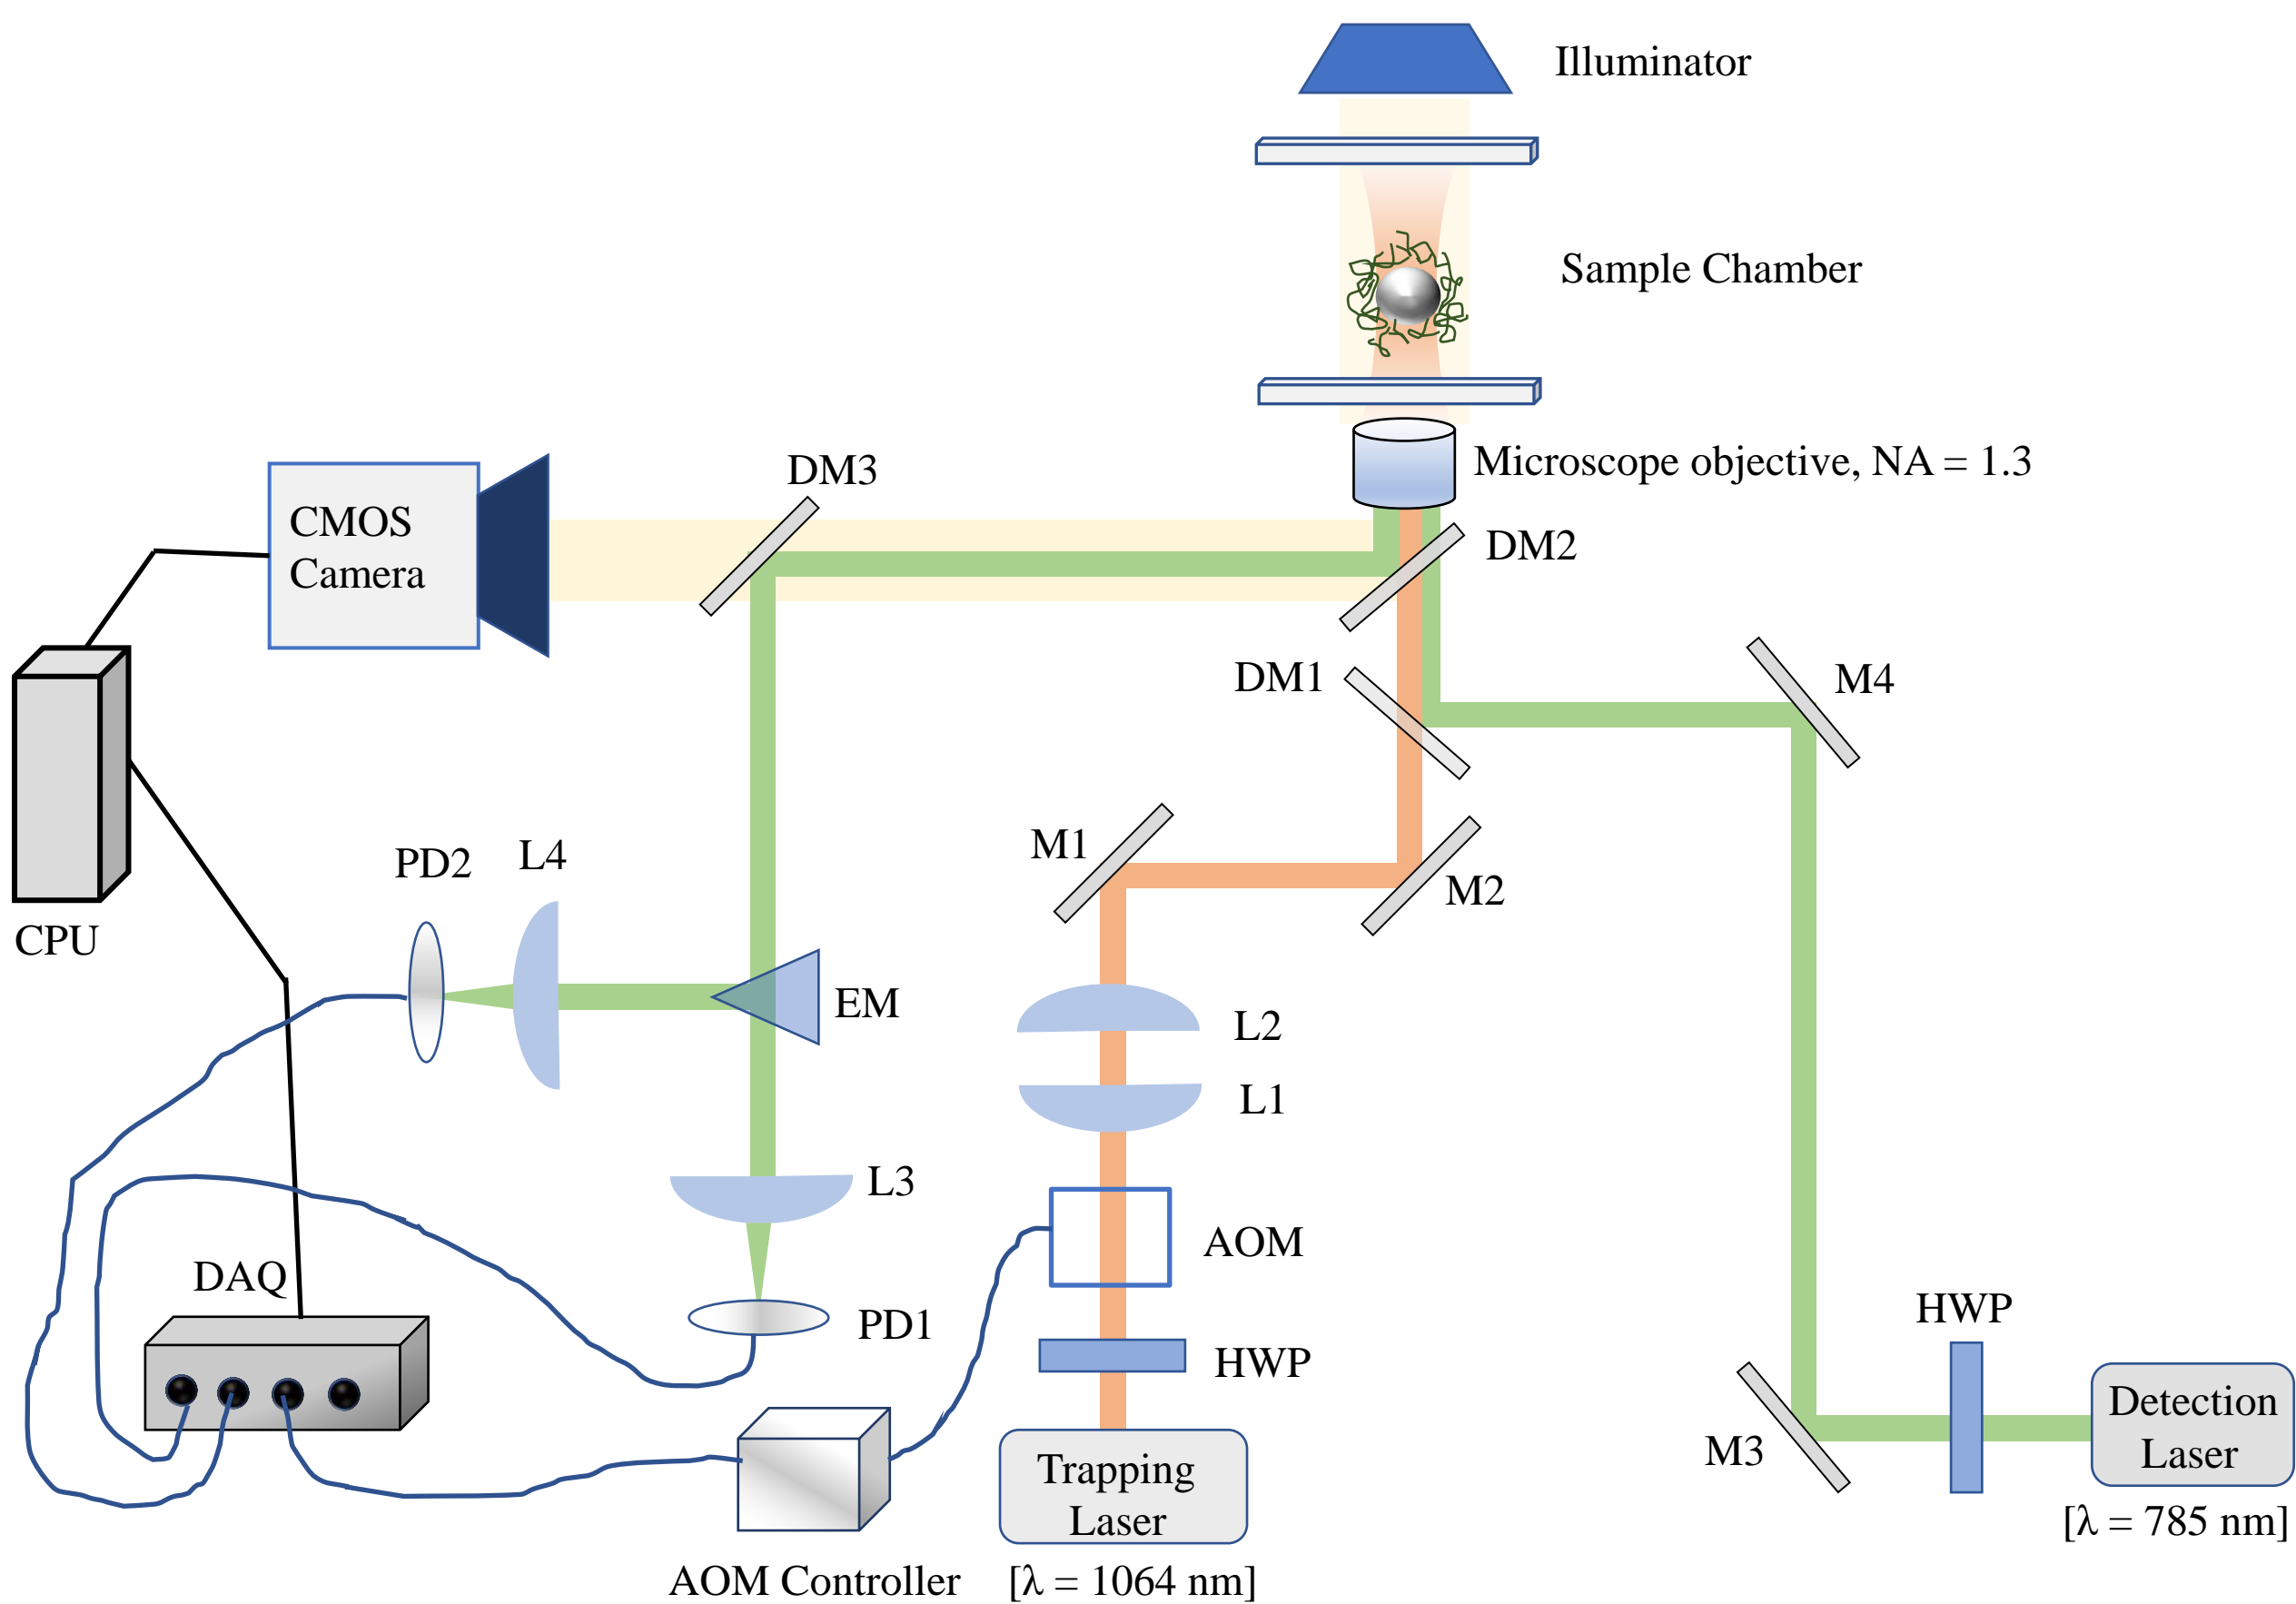 Illuminator
Sample Chamber
Microscope objective, NA = 1.3
DM3
CMOS
Camera
DM2
DM1
M4
M1
M2
PD2
L4
CPU
EM
L2
L1
L3
AOM
DAQ
PD1
HWP
HWP
Detection
Laser
M3
Trapping
Laser
[λ = 785 nm]
AOM Controller
[λ = 1064 nm]